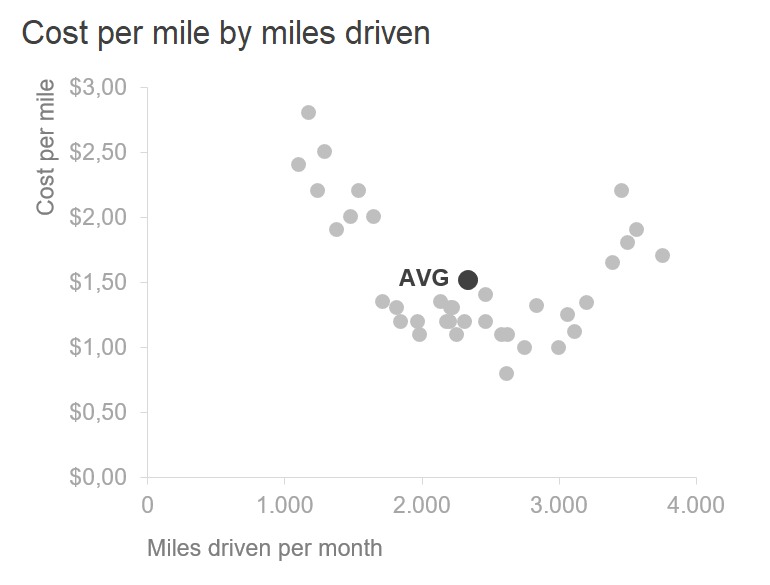 Cost per mile by miles driven
Cost per mile
$3,00
$2,50
$2,00
$1,50
$1,00
$0,50
$0,00
AVG
0 1.000 2.000 3.000 4.000
Miles driven per month